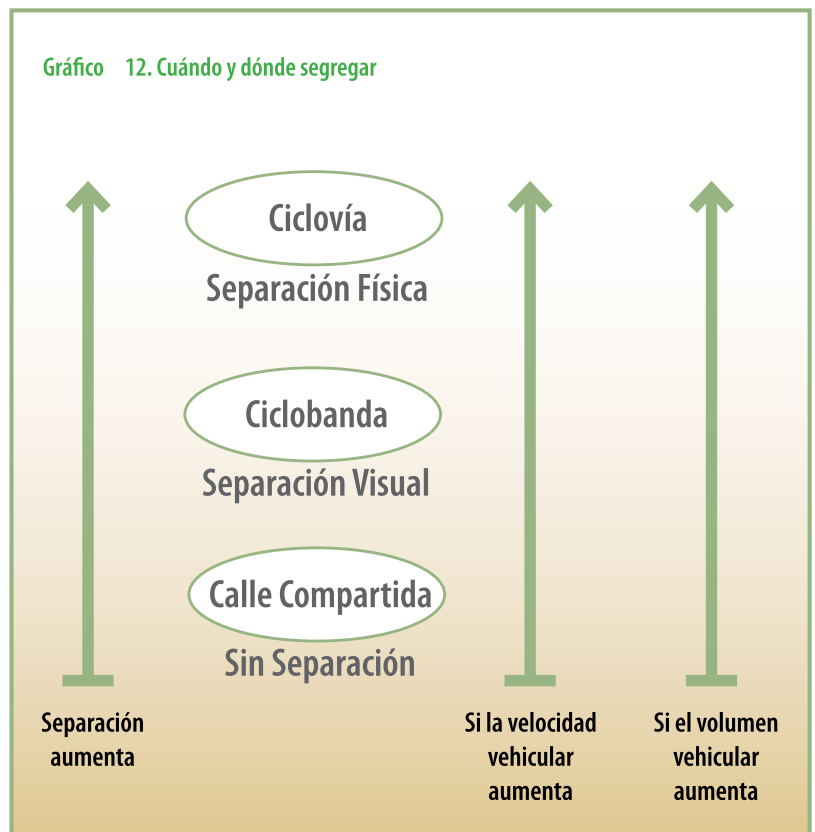 Gráfico 12. Cuándo y dónde segregar
Ciclovía
Separación Física
Ciclobanda
Separación Visual
Calle Compartida
Sin Separación
Separación
aumenta
Si la velocidad
vehicular
aumenta
Si el volumen
vehicular
aumenta